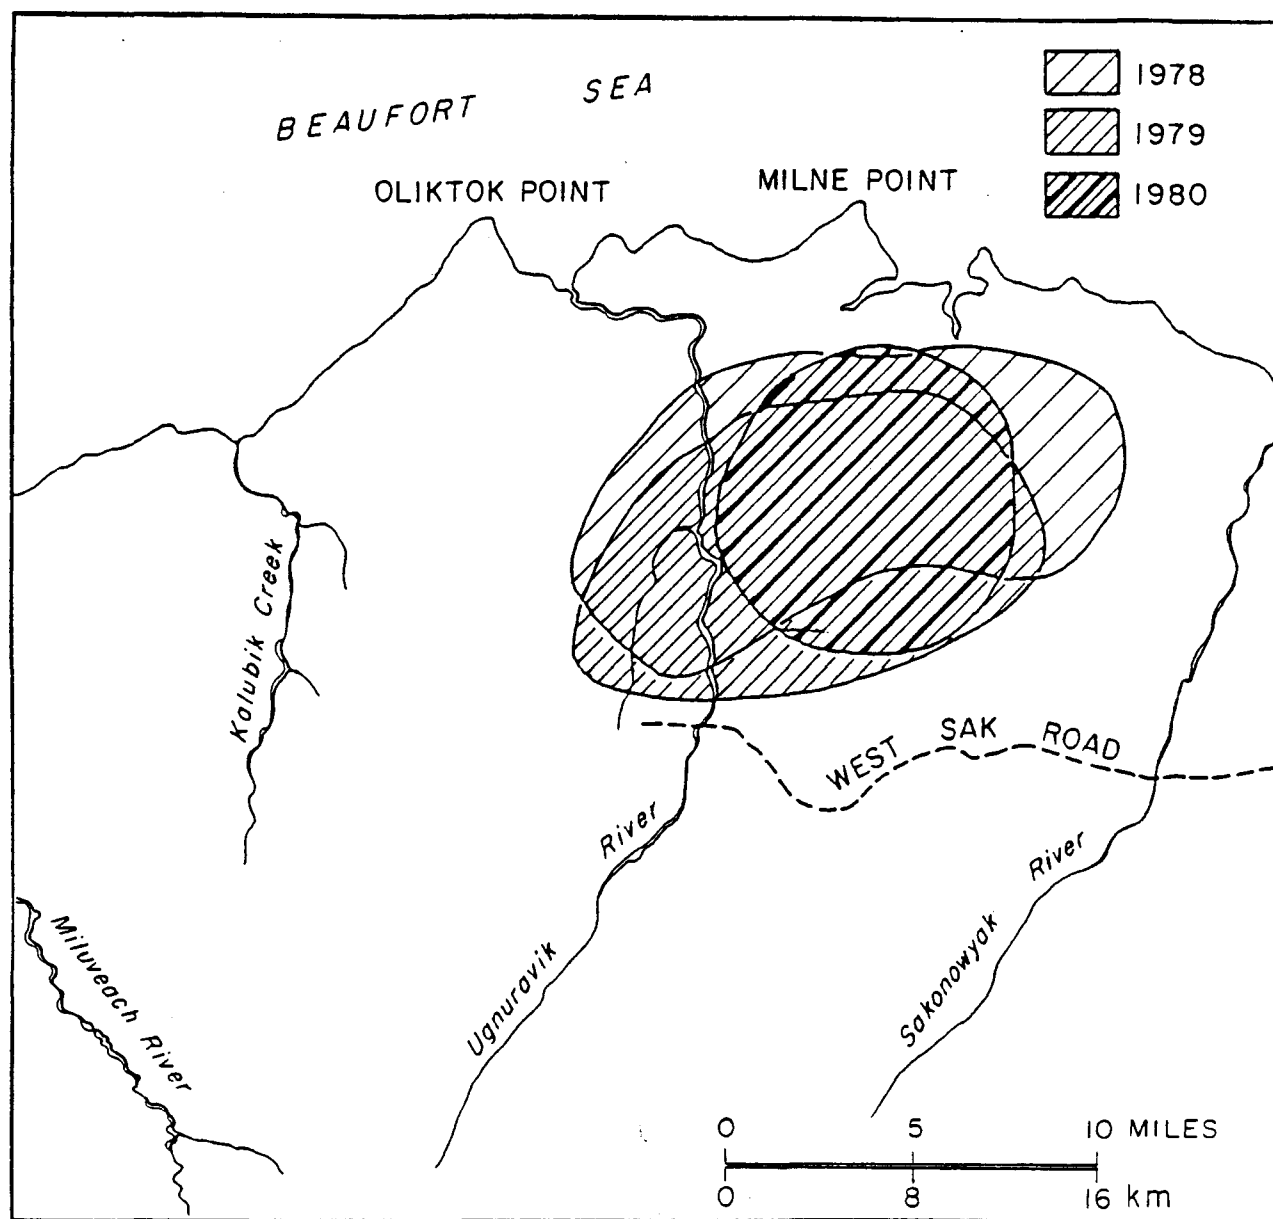 BEAUFORT SEA
1978
1979
1980
OLIKTOK POINT
MILNE POINT
Kalubik Creek
WEST SAK ROAD
Ugnuravik River
Sakonowyak River
Miluveach River
0 5 10 MILES
0 8 16 km